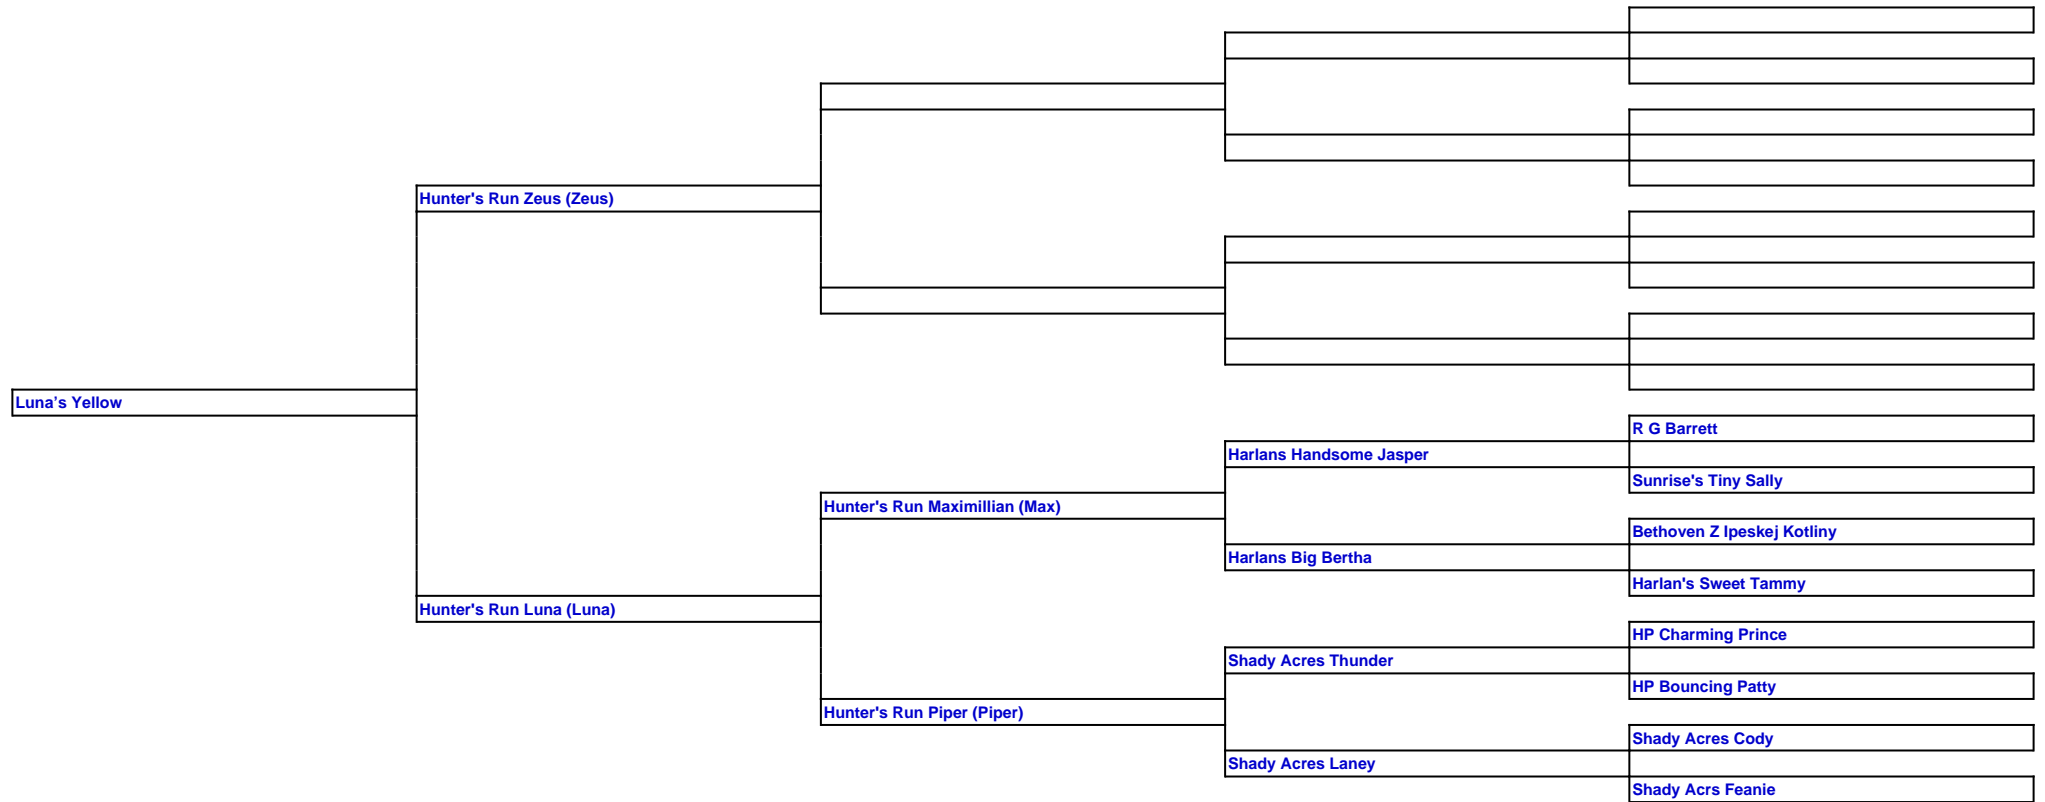 Hunter's Run Zeus (Zeus)
Luna’s Yellow
R G Barrett
Harlans Handsome Jasper
Sunrise's Tiny Sally
Hunter's Run Maximillian (Max)
Bethoven Z Ipeskej Kotliny
Harlans Big Bertha
Harlan's Sweet Tammy
Hunter's Run Luna (Luna)
HP Charming Prince
Shady Acres Thunder
HP Bouncing Patty
Hunter's Run Piper (Piper)
Shady Acres Cody
Shady Acres Laney
Shady Acrs Feanie